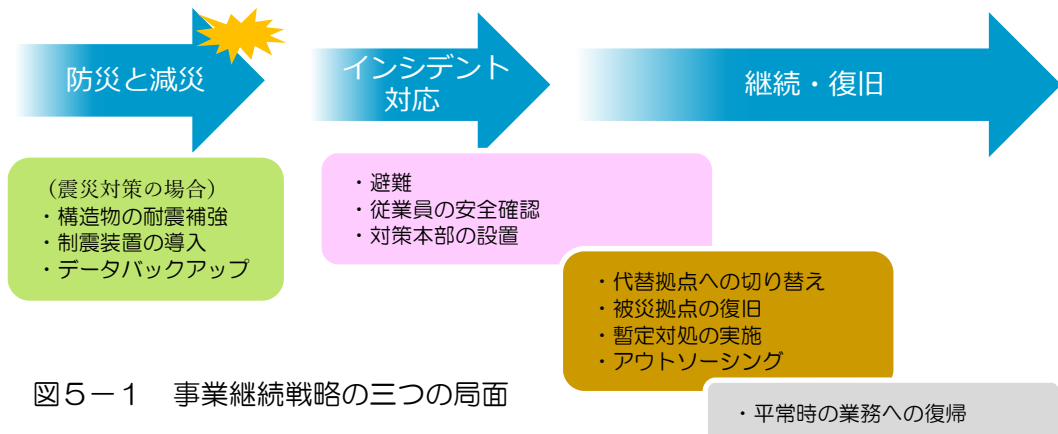 防災と減災
インシデント
対応
継続・復旧
(震災対策の場合)
・構造物の耐震補強
・制震装置の導入
・データバックアップ
・避難
・従業員の安全確認
・対策本部の設置
・代替拠点への切り替え
・被災拠点の復旧
・暫定対処の実施
・アウトソーシング
・平常時の業務への復帰
図5-1 事業継続戦略の三つの局面